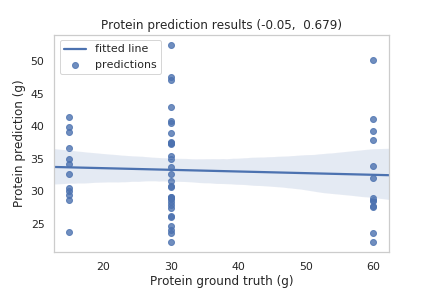 Protein prediction results (-0.05, 0.679)
fitted line
predictions
Protein prediction (g)
50
45
40
35
30
25
20 30 40 50 60
Protein ground truth (g)